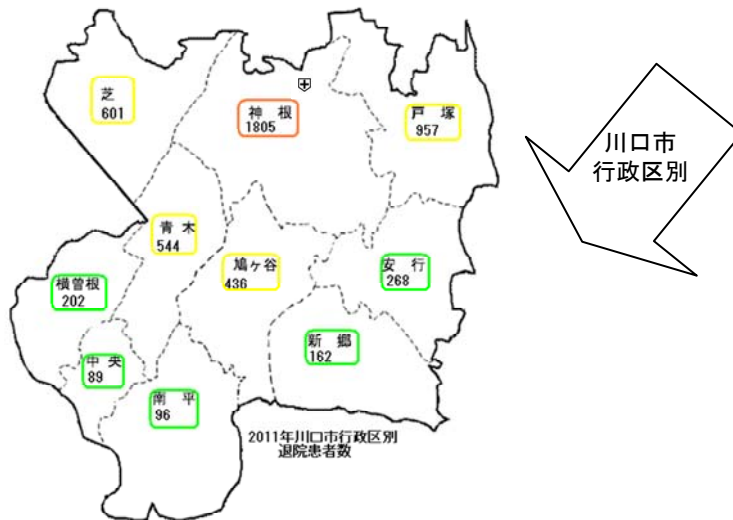 芝
601
神 根
1805
戸 塚
957
川口市
行政区別
青 木
544
鳩ヶ谷
436
安 行
268
横曽根
202
新 郷
162
中 央
89
南 平
96
2011年川口市行政区別
退院患者数